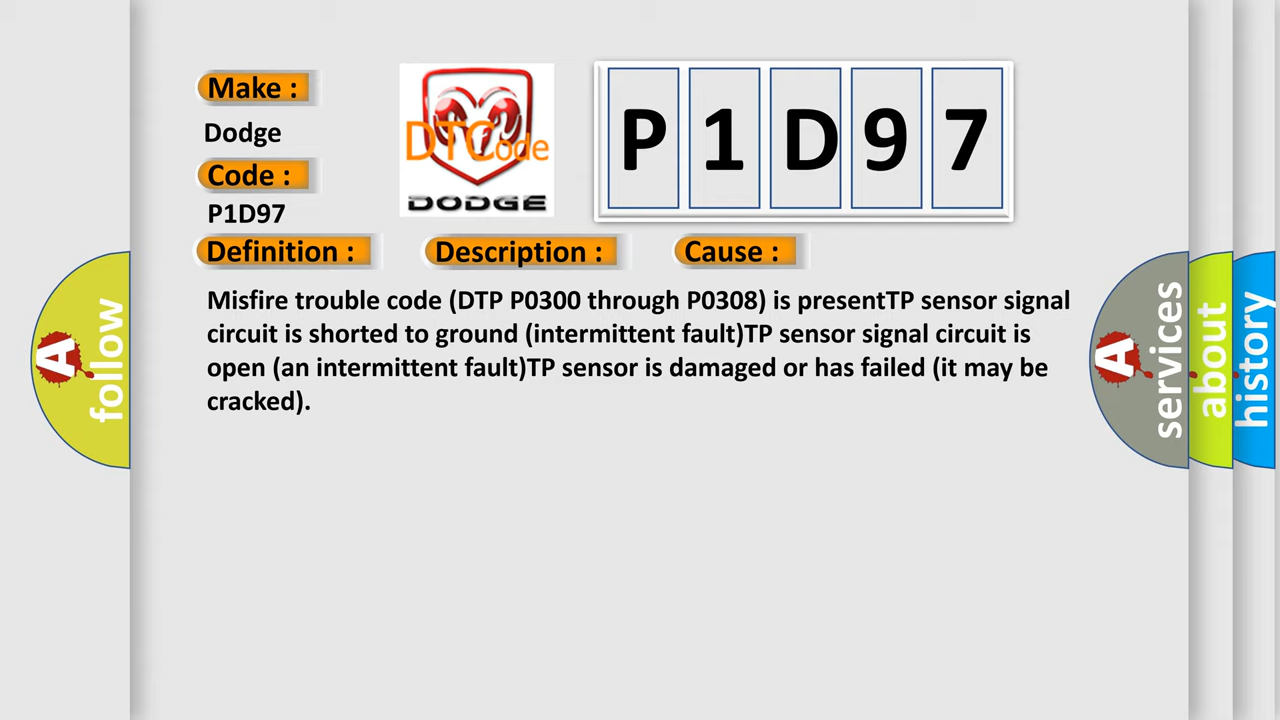 Make :
Dodge
Code :
P1D97
DTCode
DODGE
P 1 D 9 7
Definition :
Description :
Cause :
Misfire trouble code (DTP P0300 through P0308) is presentTP sensor signal
circuit is shorted to ground (intermittent fault)TP sensor signal circuit is
open (an intermittent fault)TP sensor is damaged or has failed (it may be
cracked).
A follow
A services
about
history